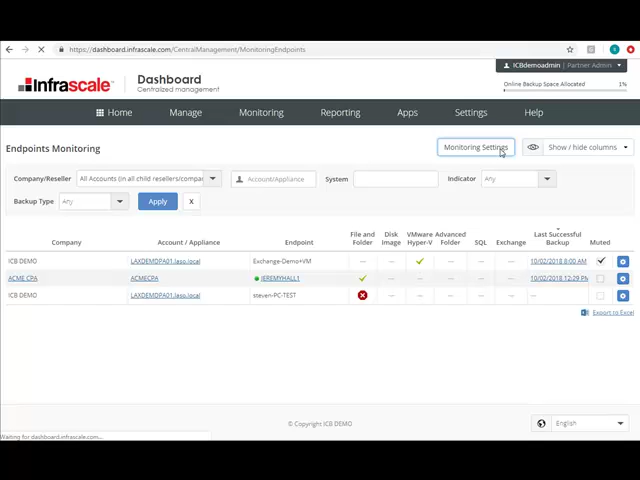 https://dashboard.infrascale.com/CentralManagement/MonitoringEndpoints
ICBdemoadmin | Partner Admin
Infrascale
Dashboard
Centralized management
Online Backup Space Allocated 1%
Home Manage Monitoring Reporting Apps Settings Help
Endpoints Monitoring
Monitoring Settings
Show / hide columns
Company/Reseller All Accounts (in all child resellers/compa Account/Appliance System Indicator Any
Backup Type Any Apply X
Company Account / Appliance Endpoint File and Folder Disk Image VMware Hyper-V Advanced Folder SQL Exchange Last Successful Backup Muted
ICB DEMO LAXDEMOPA01.laso.local Exchange-Demo+VM --- --- --- --- --- 10/02/2018 8:00 AM
ACME CPA ACMECPA JEREMYHALL1 --- --- --- --- --- 10/02/2018 12:29 PM
ICB DEMO LAXDEMOPA01.laso.local steven-PC-TEST --- --- --- --- --- ---
Export to Excel
© Copyright ICB DEMO
English
Waiting for dashboard.infrascale.com...